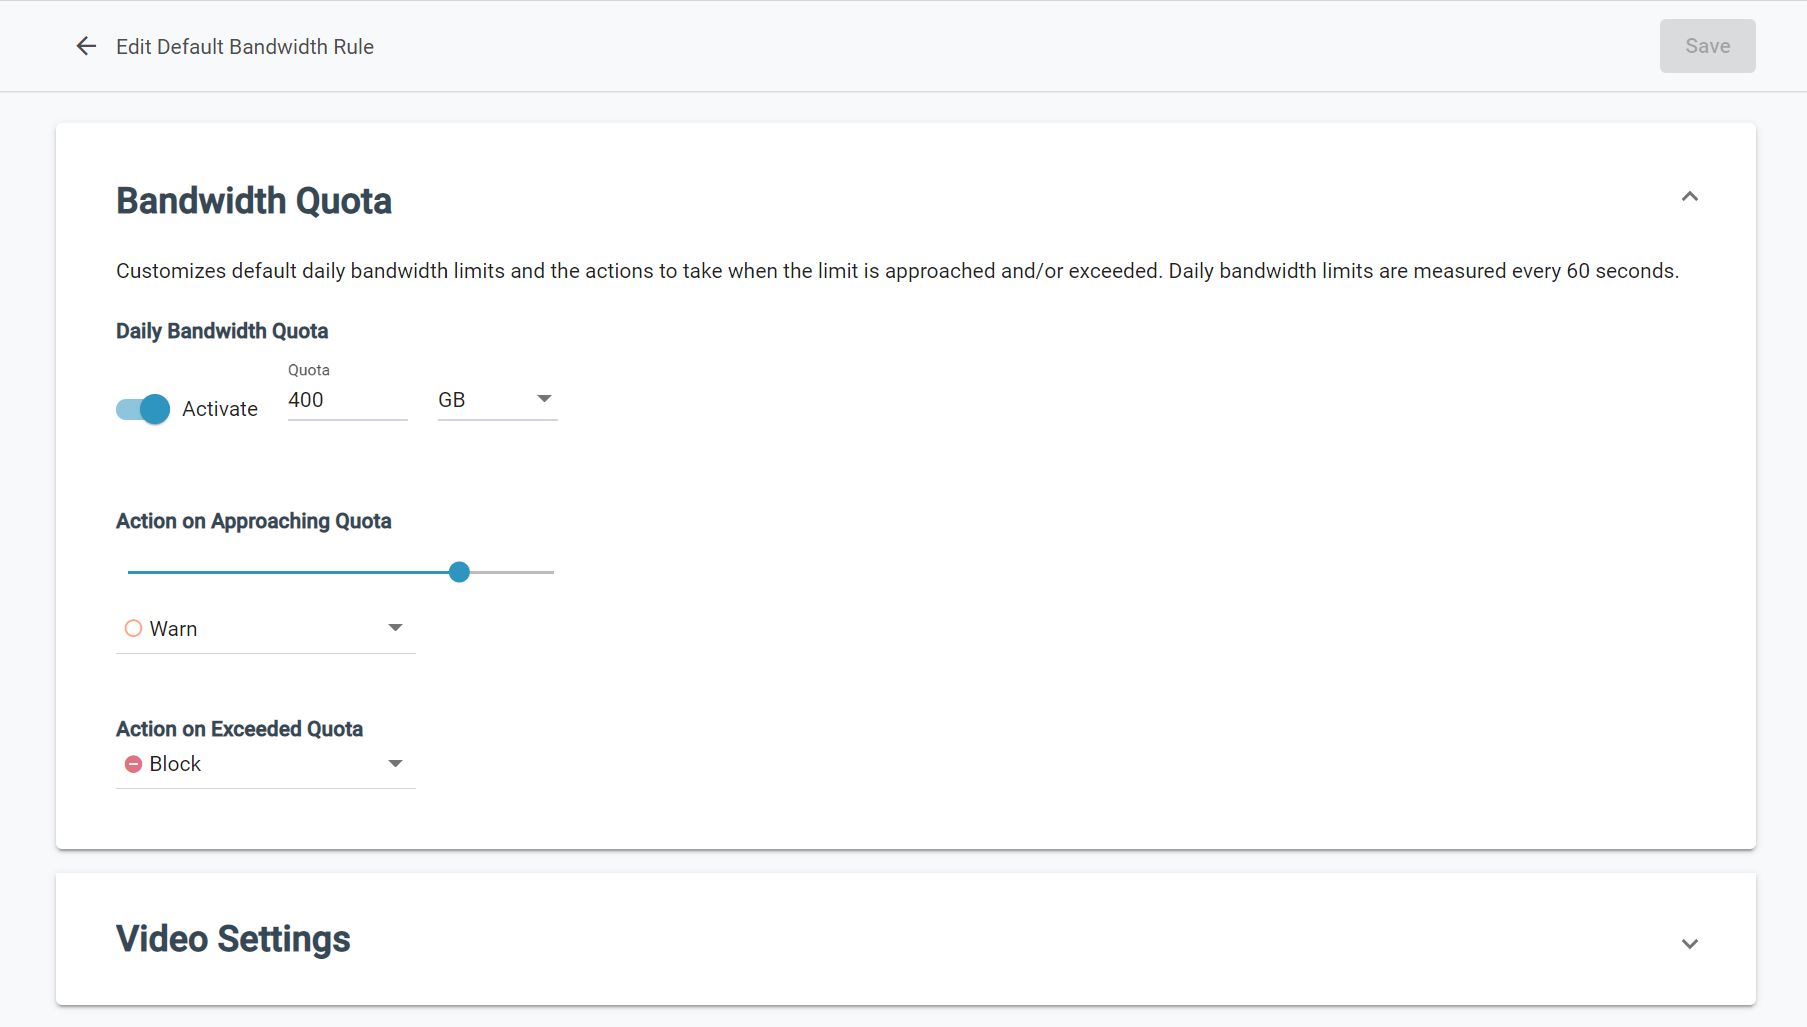 Edit Default Bandwidth Rule
Save
Bandwidth Quota
Customizes default daily bandwidth limits and the actions to take when the limit is approached and/or exceeded. Daily bandwidth limits are measured every 60 seconds.
Daily Bandwidth Quota
Quota
Activate 400 GB
Action on Approaching Quota
Warn
Action on Exceeded Quota
Block
Video Settings